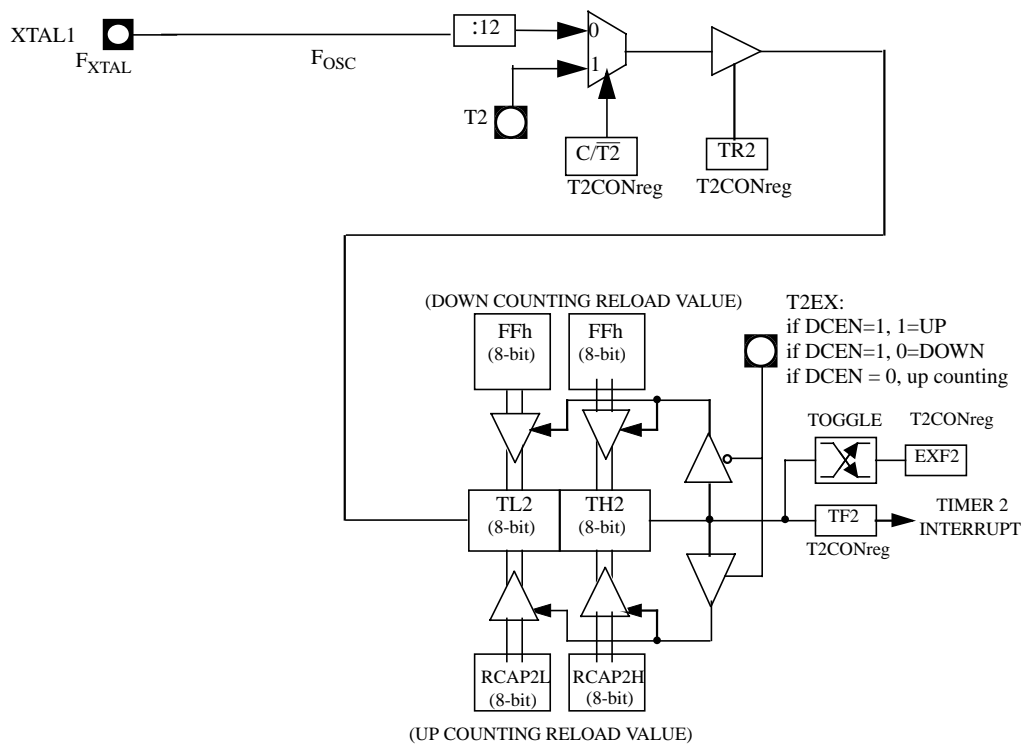 XTAL1
FXTAL
FOSC
:12
0
1
T2
C/T2
T2CONreg
TR2
T2CONreg
(DOWN COUNTING RELOAD VALUE)
FFh
(8-bit)
FFh
(8-bit)
T2EX:
if DCEN=1, 1=UP
if DCEN=1, 0=DOWN
if DCEN = 0, up counting
TOGGLE
T2CONreg
EXF2
TL2
(8-bit)
TH2
(8-bit)
TF2
T2CONreg
TIMER 2
INTERRUPT
RCAP2L
(8-bit)
RCAP2H
(8-bit)
(UP COUNTING RELOAD VALUE)